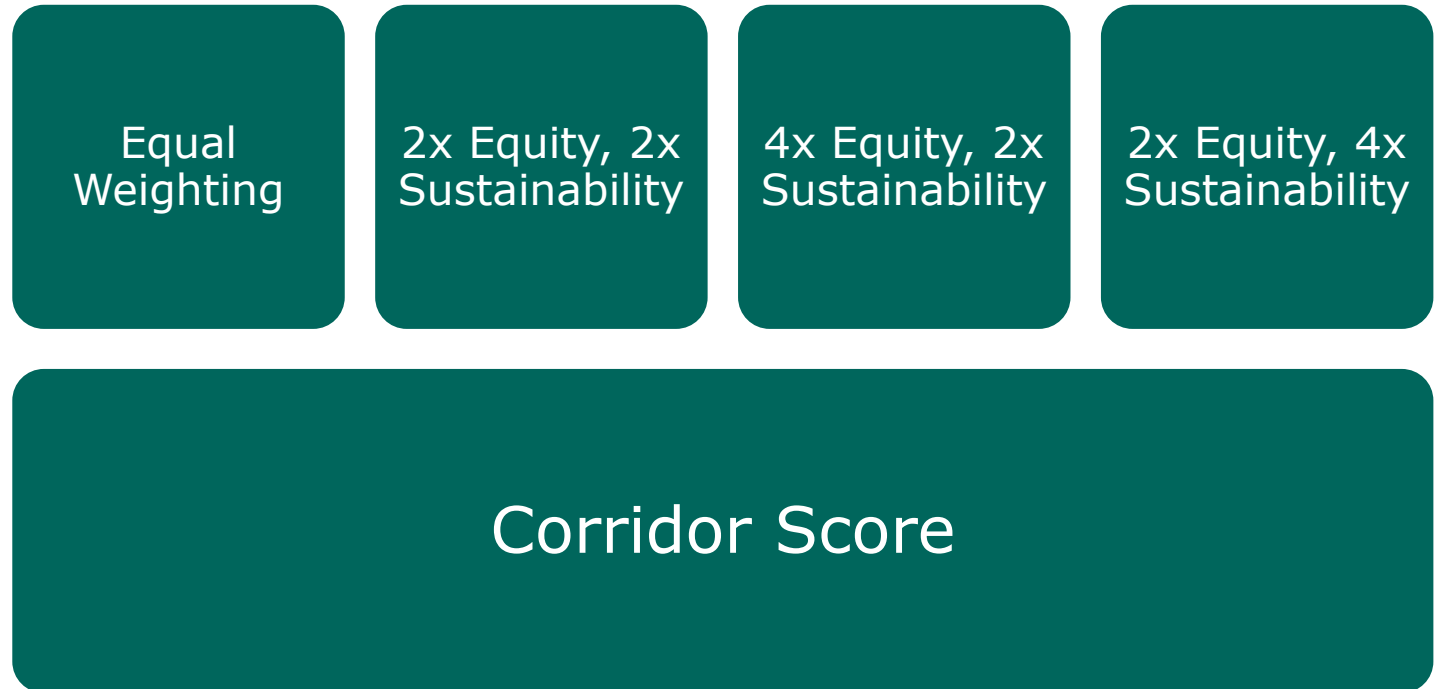 Equal
Weighting
2x Equity, 2x
Sustainability
4x Equity, 2x
Sustainability
2x Equity, 4x
Sustainability
Corridor Score